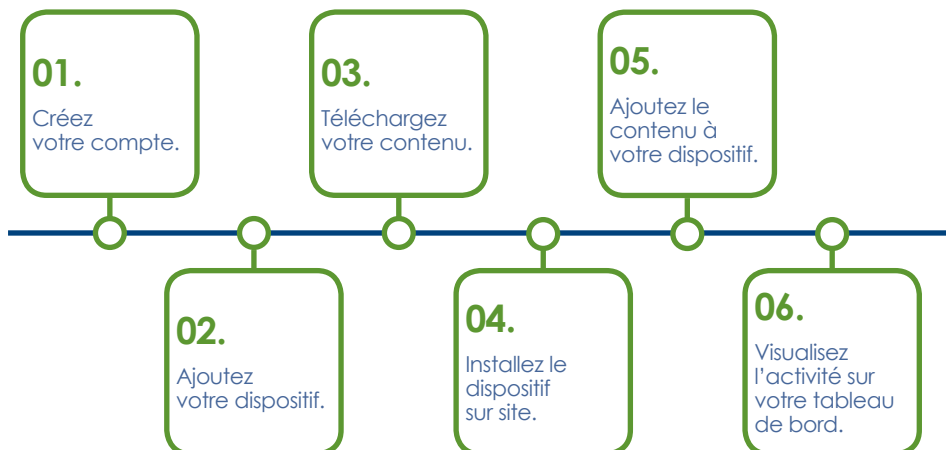 01.
Créez
votre compte.
02.
Ajoutez
votre dispositif.
03.
Téléchargez
votre contenu.
04.
Installez le
dispositif
sur site.
05.
Ajoutez le
contenu à
votre dispositif.
06.
Visualisez
l’activité sur
votre tableau
de bord.